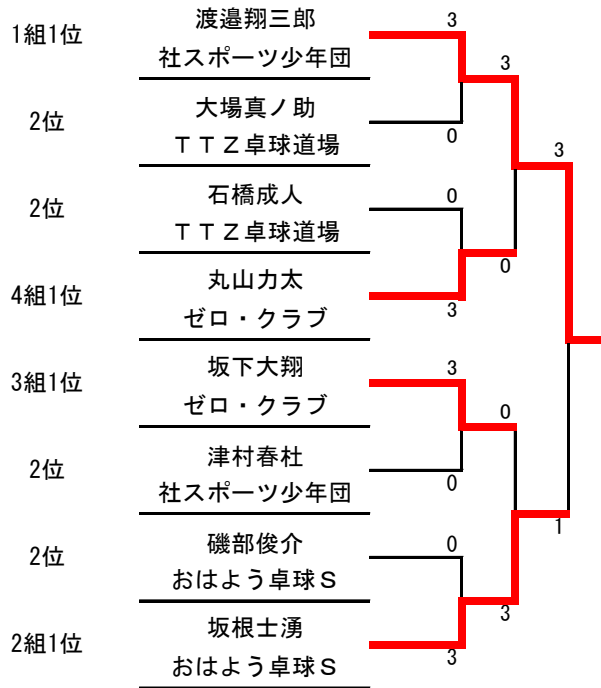 1組1位
渡邉翔三郎
社スポーツ少年団
3
3
2位
大場真ノ助
ＴＴＺ卓球道場
0
3
2位
石橋成人
ＴＴＺ卓球道場
0
0
4組1位
丸山力太
ゼロ・クラブ
3
3組1位
坂下大翔
ゼロ・クラブ
3
0
2位
津村春杜
社スポーツ少年団
0
1
2位
磯部俊介
おはよう卓球Ｓ
0
3
2組1位
坂根士湧
おはよう卓球Ｓ
3